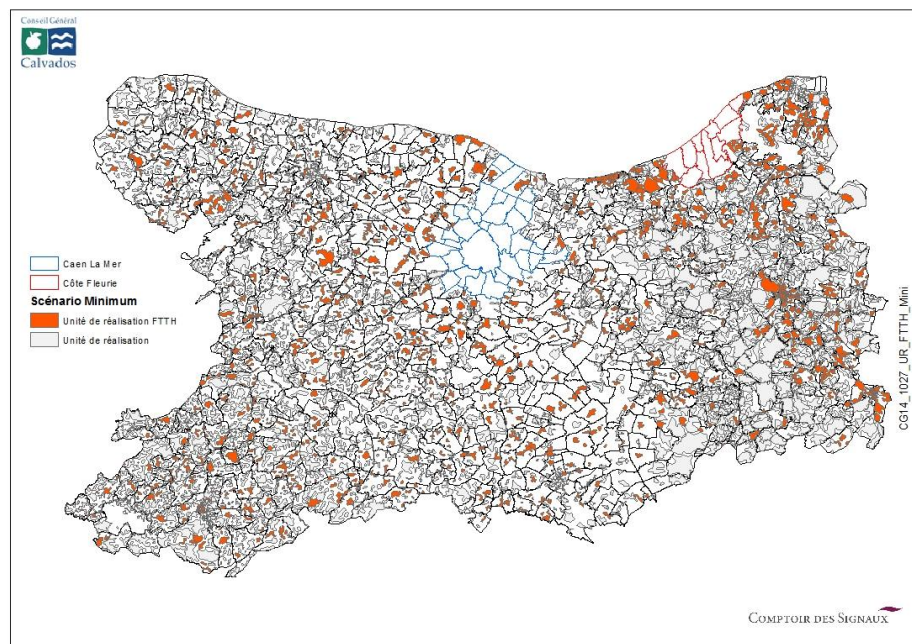 Conseil Général
Calvados
Caen La Mer
Côte Fleurie
Scénario Minimum
Unité de réalisation FTTH
Unité de réalisation
CG14_1027_UR_FTTH_Mini
COMPTOIR DES SIGNAUX